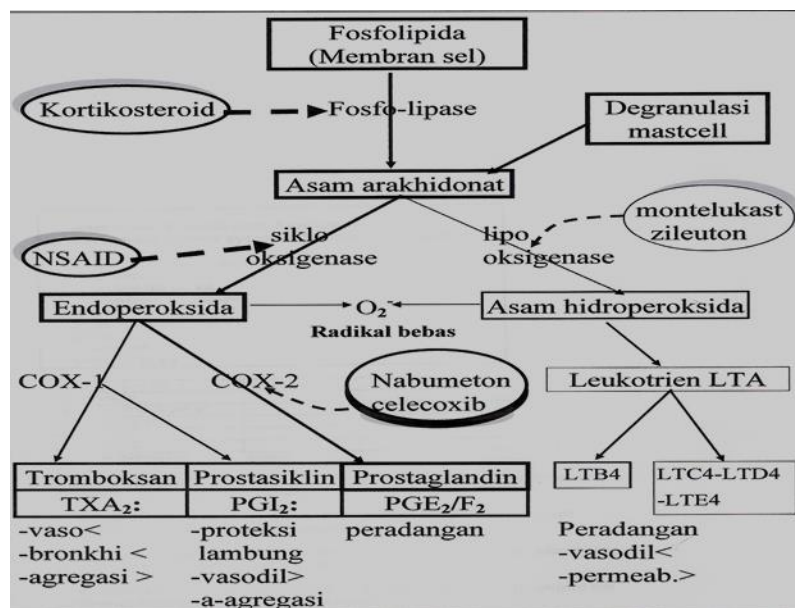 Fosfolipida
(Membran sel)
Kortikosteroid
Fosfo-lipase
Degranulasi
mastcell
Asam arakhidonat
NSAID
siklo
oksigenase
lipo
oksigenase
montelukast
zileuton
Endoperoksida
O₂⁻
Radikal bebas
Asam hidroperoksida
COX-1
COX-2
Nabumeton
celecoxib
Leukotrien LTA
Tromboksan
TXA₂:
-vaso<
-bronkhi <
-agregasi >
Prostasiklin
PGI₂:
-proteksi
lambung
-vasodil>
-a-agregasi
Prostaglandin
PGE₂/F₂
peradangan
LTB4
LTC4-LTD4
-LTE4
Peradangan
-vasodil<
-permeab.>